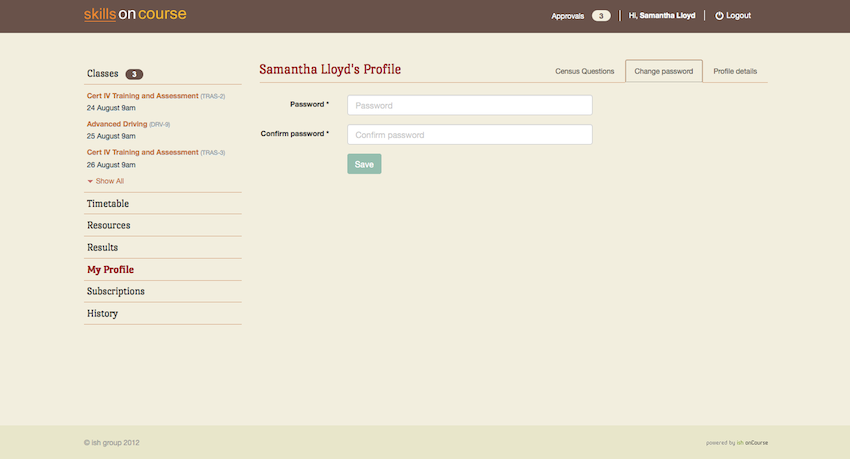 skills on course
Approvals 3 Hi, Samantha Lloyd Logout
Classes 3
Cert IV Training and Assessment (TRAS-2)
24 August 9am
Advanced Driving (DRV-9)
25 August 9am
Cert IV Training and Assessment (TRAS-3)
26 August 9am
Show All
Timetable
Resources
Results
My Profile
Subscriptions
History
Samantha Lloyd's Profile
Census Questions Change password Profile details
Password * Password
Confirm password * Confirm password
Save
© ish group 2012
powered by ish onCourse